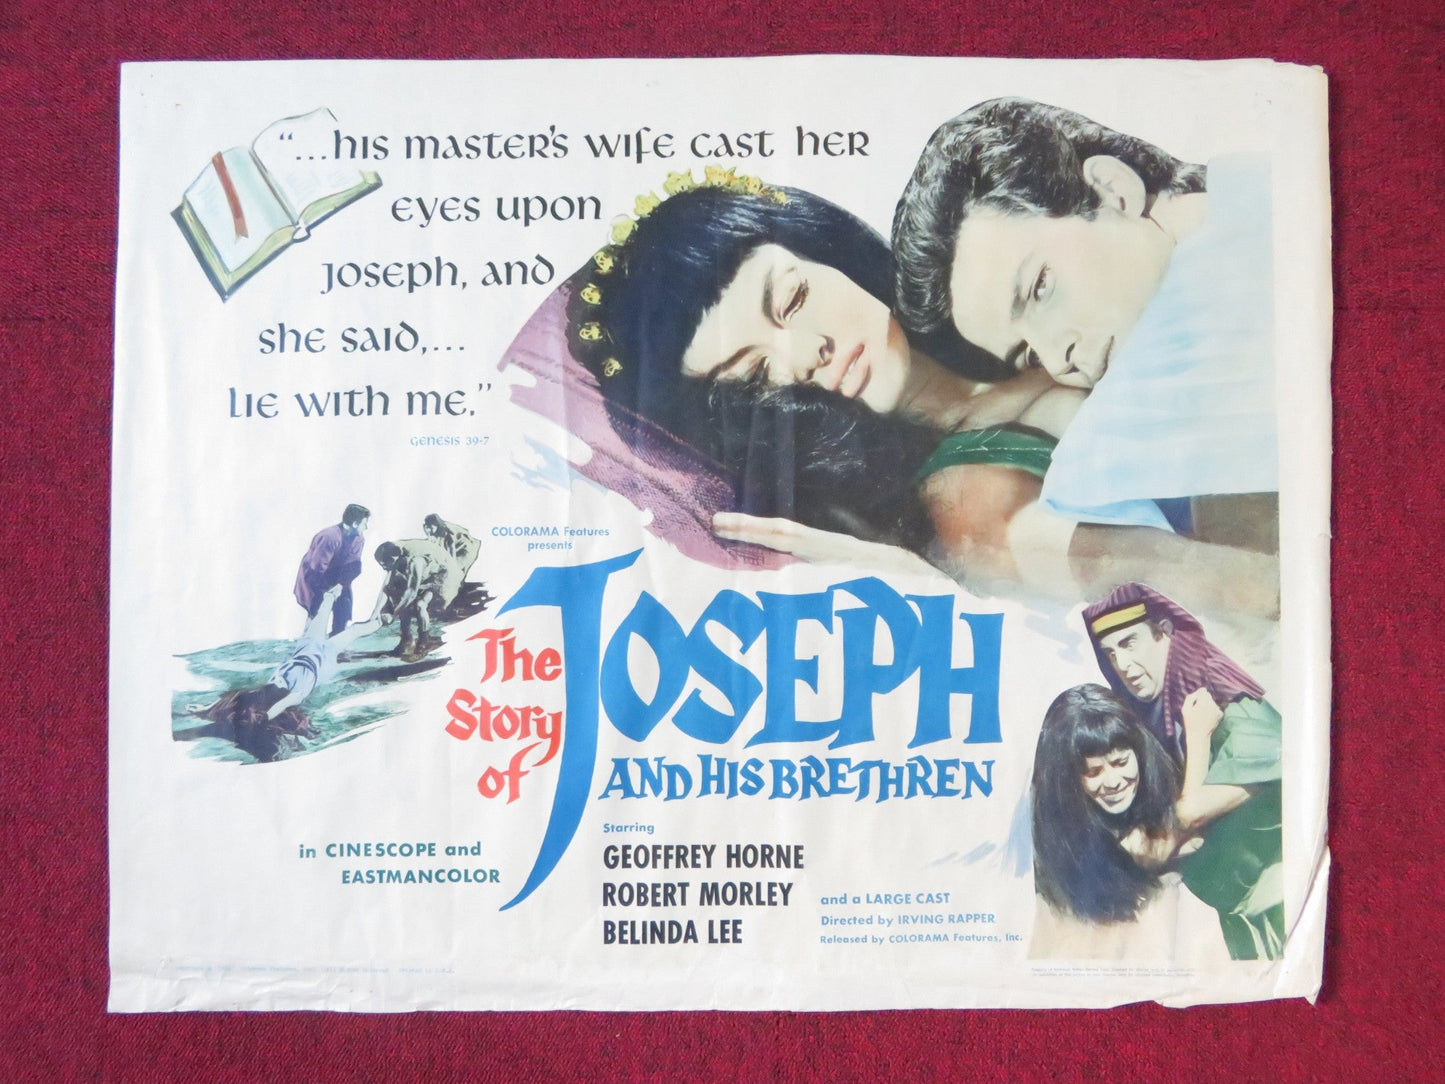 “...his master's wife cast her
eyes upon
Joseph, and
she said,...
lie with me.”
GENESIS 39-7
COLORAMA Features
presents
The
Story
of
JOSEPH
AND HIS BRETHREN
in CINESCOPE and
EASTMANCOLOR
Starring
GEOFFREY HORNE
ROBERT MORLEY
BELINDA LEE
and a LARGE CAST
Directed by IRVING RAPPER
Released by COLORAMA Features, Inc.